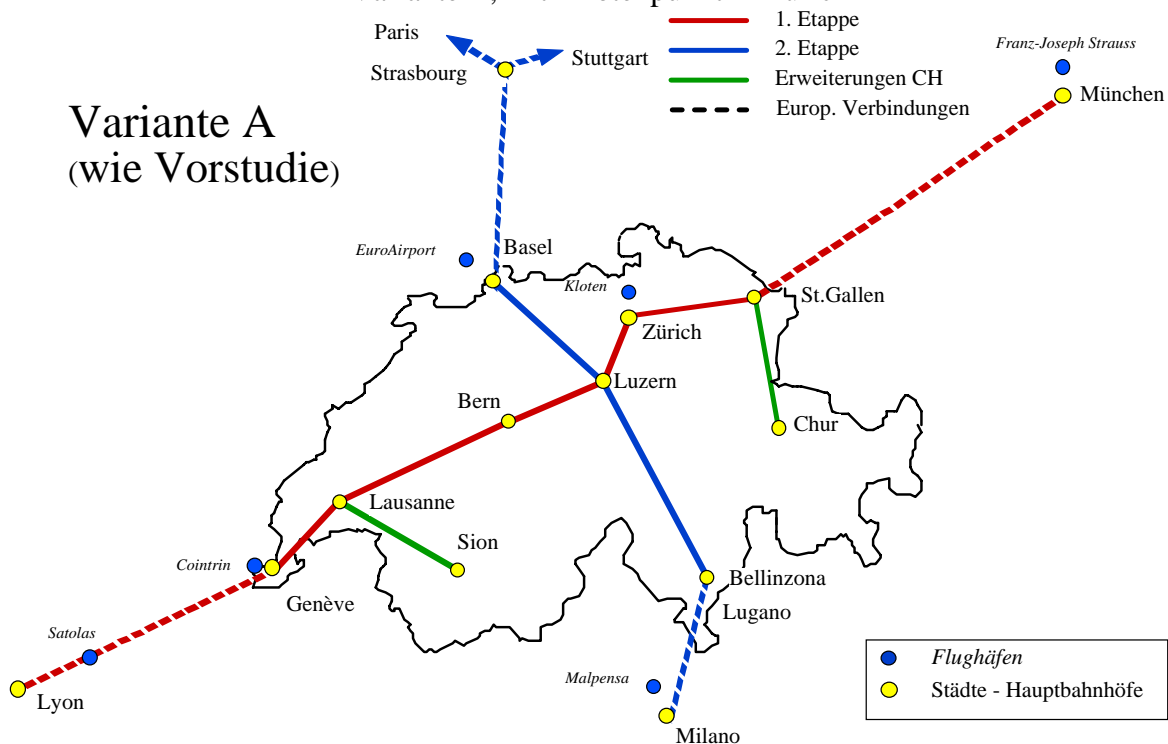 1. Etappe
2. Etappe
Erweiterungen CH
Europ. Verbindungen
Paris
Strasbourg
Stuttgart
Franz-Joseph Strauss
München
Variante A
(wie Vorstudie)
EuroAirport
Basel
Kloten
Zürich
St.Gallen
Luzern
Bern
Chur
Lausanne
Sion
Cointrin
Genève
Bellinzona
Lugano
Satolas
Lyon
Malpensa
Milano
Flughäfen
Städte - Hauptbahnhöfe